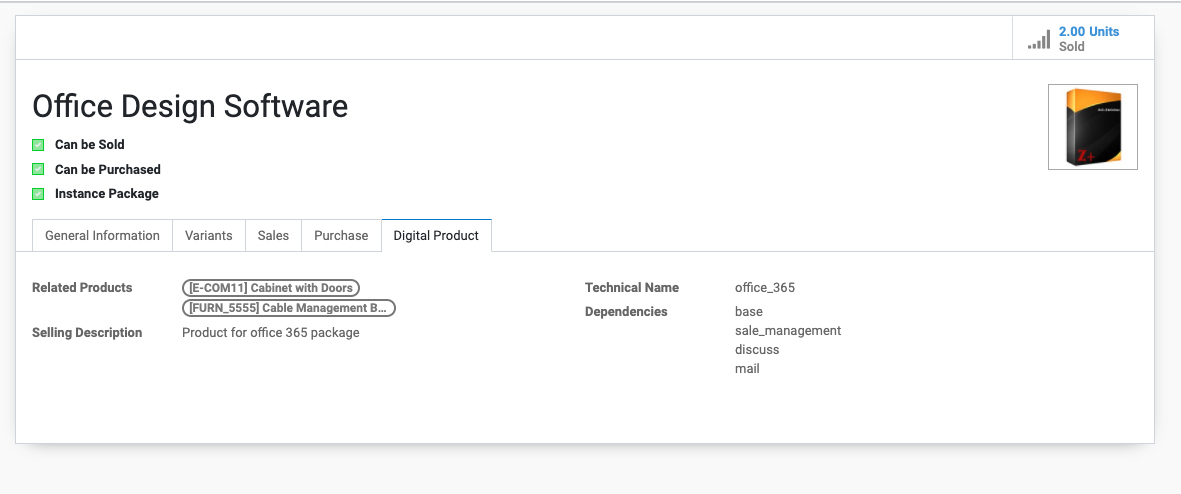 2.00 Units
Sold
Office Design Software
Can be Sold
Can be Purchased
Instance Package
General Information
Variants
Sales
Purchase
Digital Product
Related Products
[E-COM11] Cabinet with Doors
[FURN_5555] Cable Management B...
Selling Description
Product for office 365 package
Technical Name
office_365
Dependencies
base
sale_management
discuss
mail
Z+